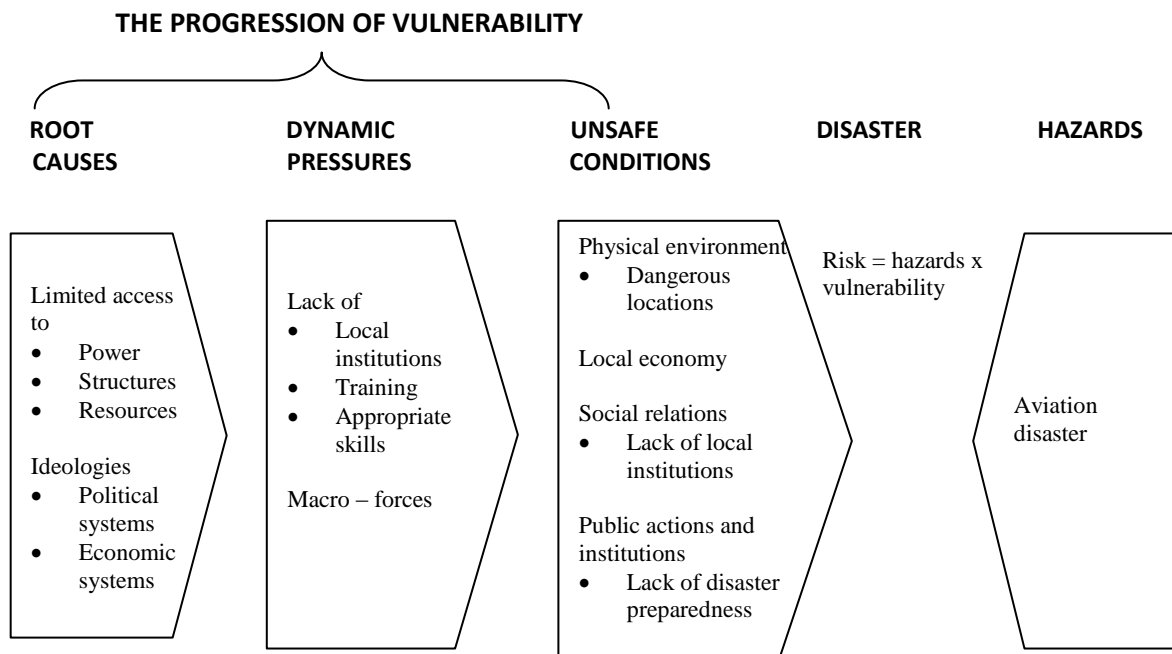 THE PROGRESSION OF VULNERABILITY
ROOT
CAUSES
DYNAMIC
PRESSURES
UNSAFE
CONDITIONS
DISASTER
HAZARDS
Limited access
to
• Power
• Structures
• Resources
Ideologies
• Political
systems
• Economic
systems
Lack of
• Local
institutions
• Training
• Appropriate
skills
Macro – forces
Physical environment
• Dangerous
locations
Local economy
Social relations
• Lack of local
institutions
Public actions and
institutions
• Lack of disaster
preparedness
Risk = hazards x
vulnerability
Aviation
disaster